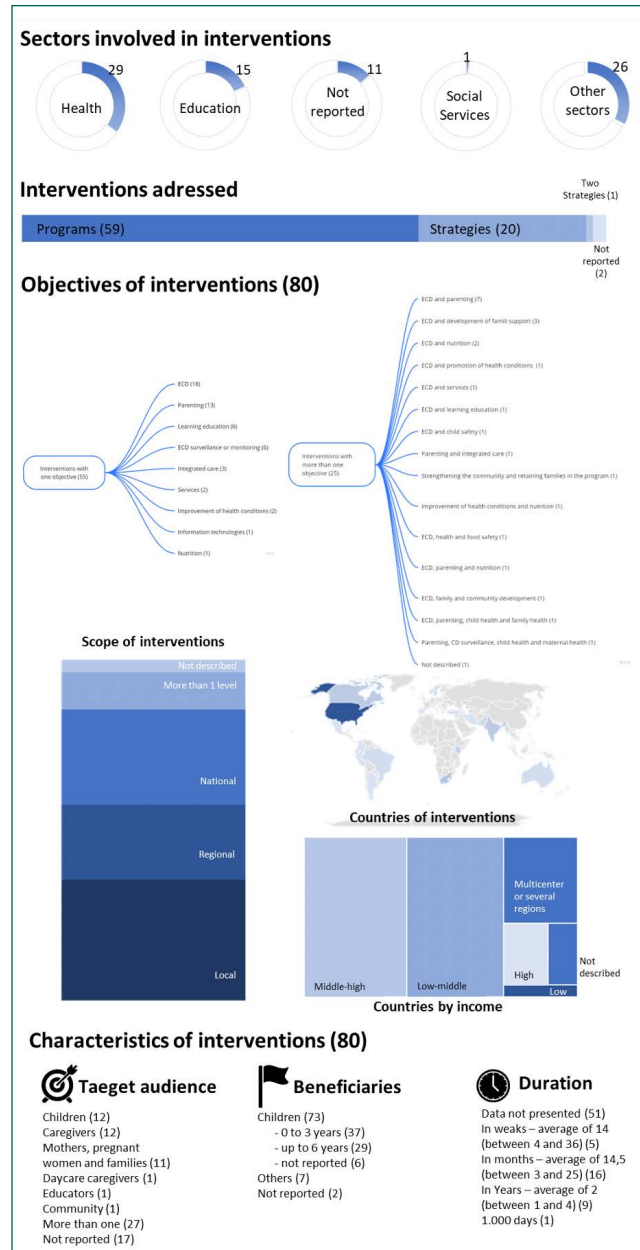 Sectors involved in interventions
29
Health
15
Education
11
Not
reported
1
Social
Services
26
Other
sectors
Interventions adressed
Two
Strategies (1)
Programs (59)
Strategies (20)
Not
reported
(2)
Objectives of interventions (80)
Interventions with
one objective (55)
ECD (18)
Parenting (13)
Learning education (6)
ECD surveillance or monitoring (6)
Integrated care (3)
Services (2)
Improvement of health conditions (2)
Information technologies (1)
Nutrition (1)
Interventions with
more than one
objective (25)
ECD and parenting (7)
ECD and development of famili support (3)
ECD and nutrition (2)
ECD and promotion of health conditions (1)
ECD and services (1)
ECD and learning education (1)
ECD and child safety (1)
Parenting and integrated care (1)
Strengthening the community and retaining families in the program (1)
Improvement of health conditions and nutrition (1)
ECD, health and food safety (1)
ECD, parenting and nutrition (1)
ECD, family and community development (1)
ECD, parenting, child health and family health (1)
Parenting, CD surveillance, child health and maternal health (1)
Not described (1)
Scope of interventions
Not described
More than 1 level
National
Regional
Local
Countries of interventions
Middle-high
Low-middle
Multicenter
or several
regions
High
Not
described
Low
Countries by income
Characteristics of interventions (80)
Taeget audience
Children (12)
Caregivers (12)
Mothers, pregnant
women and families (11)
Daycare caregivers (1)
Educators (1)
Community (1)
More than one (27)
Not reported (17)
Beneficiaries
Children (73)
- 0 to 3 years (37)
- up to 6 years (29)
- not reported (6)
Others (7)
Not reported (2)
Duration
Data not presented (51)
In weaks – average of 14
(between 4 and 36) (5)
In months – average of 14,5
(between 3 and 25) (16)
In Years – average of 2
(between 1 and 4) (9)
1.000 days (1)